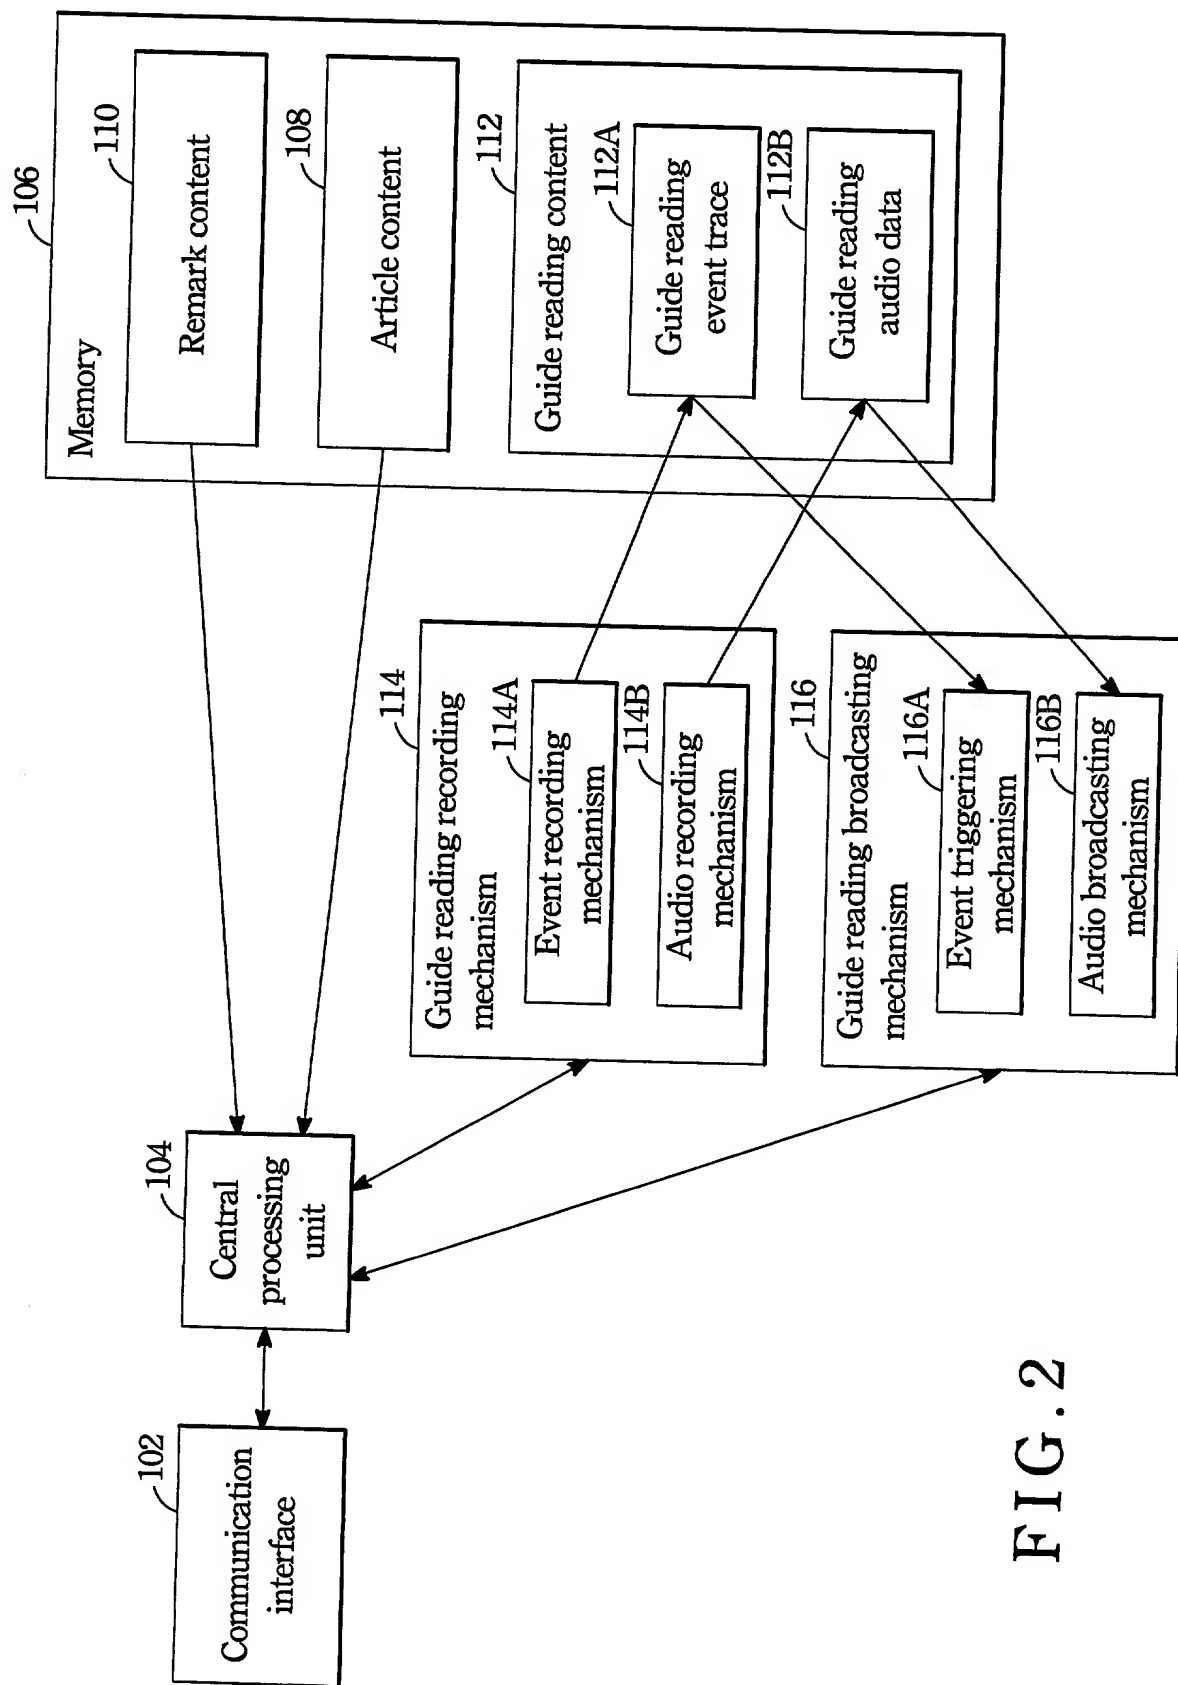 106
Memory
110
Remark content
108
Article content
112
Guide reading content
112A
Guide reading
event trace
112B
Guide reading
audio data
114
Guide reading recording
mechanism
114A
Event recording
mechanism
114B
Audio recording
mechanism
116
Guide reading broadcasting
mechanism
116A
Event triggering
mechanism
116B
Audio broadcasting
mechanism
104
Central
processing
unit
102
Communication
interface
FIG.2